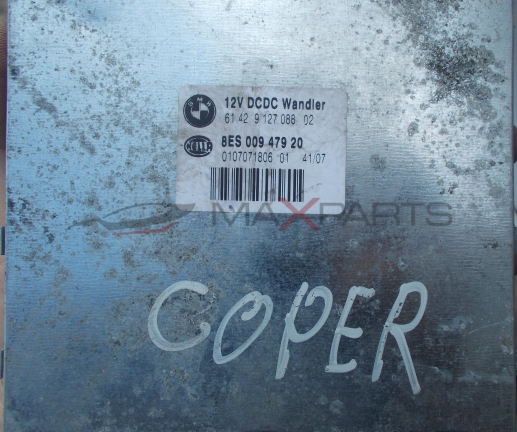 12V DCDC Wandler
61 42 9 127 088 02
8ES 009 479 20
0107071806 01 41/07
MAXPARTS
COPER